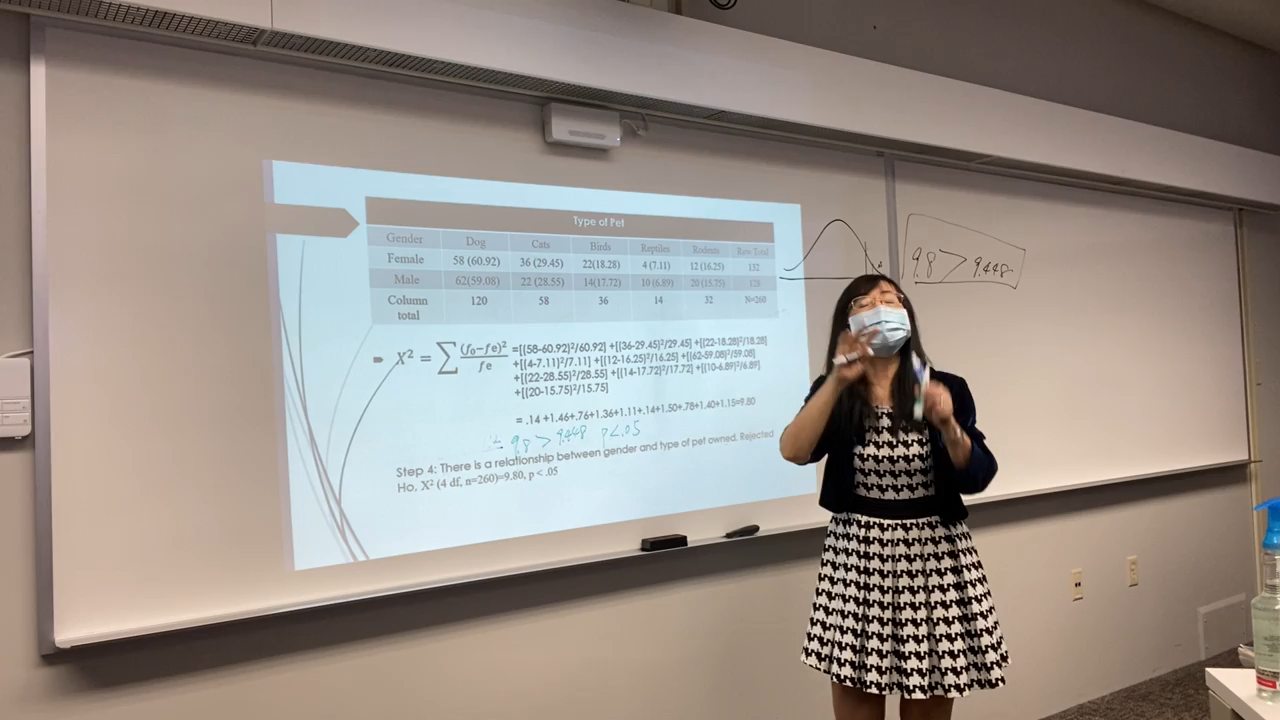 Type of Pet
Gender Dog Cats Birds Reptiles Rodents Row Total
Female 58 (60.92) 36 (29.45) 22(18.28) 4 (7.11) 12 (16.25) 132
Male 62(59.08) 22 (28.55) 14(17.72) 10 (6.89) 20 (15.75) 128
Column total 120 58 36 14 32 N=260
X² = ∑ (f₀−fe)²/fe =[(58-60.92)²/60.92] +[(36-29.45)²/29.45] +[(22-18.28)²/18.28]
+[(4-7.11)²/7.11] +[(12-16.25)²/16.25] +[(62-59.08)²/59.08]
+[(22-28.55)²/28.55] +[(14-17.72)²/17.72] +[(10-6.89)²/6.89]
+[(20-15.75)²/15.75]
= .14 +1.46+.76+1.36+1.11+.14+1.50+.78+1.40+1.15=9.80
9.8 > 9.448 p<.05
Step 4: There is a relationship between gender and type of pet owned. Rejected
Ho. X² (4 df, n=260)=9.80, p < .05
9.8 > 9.448